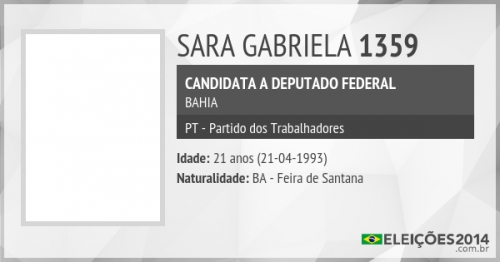 SARA GABRIELA 1359
CANDIDATA A DEPUTADO FEDERAL
BAHIA
PT - Partido dos Trabalhadores
Idade: 21 anos (21-04-1993)
Naturalidade: BA - Feira de Santana
ELEIÇÕES2014
.com.br